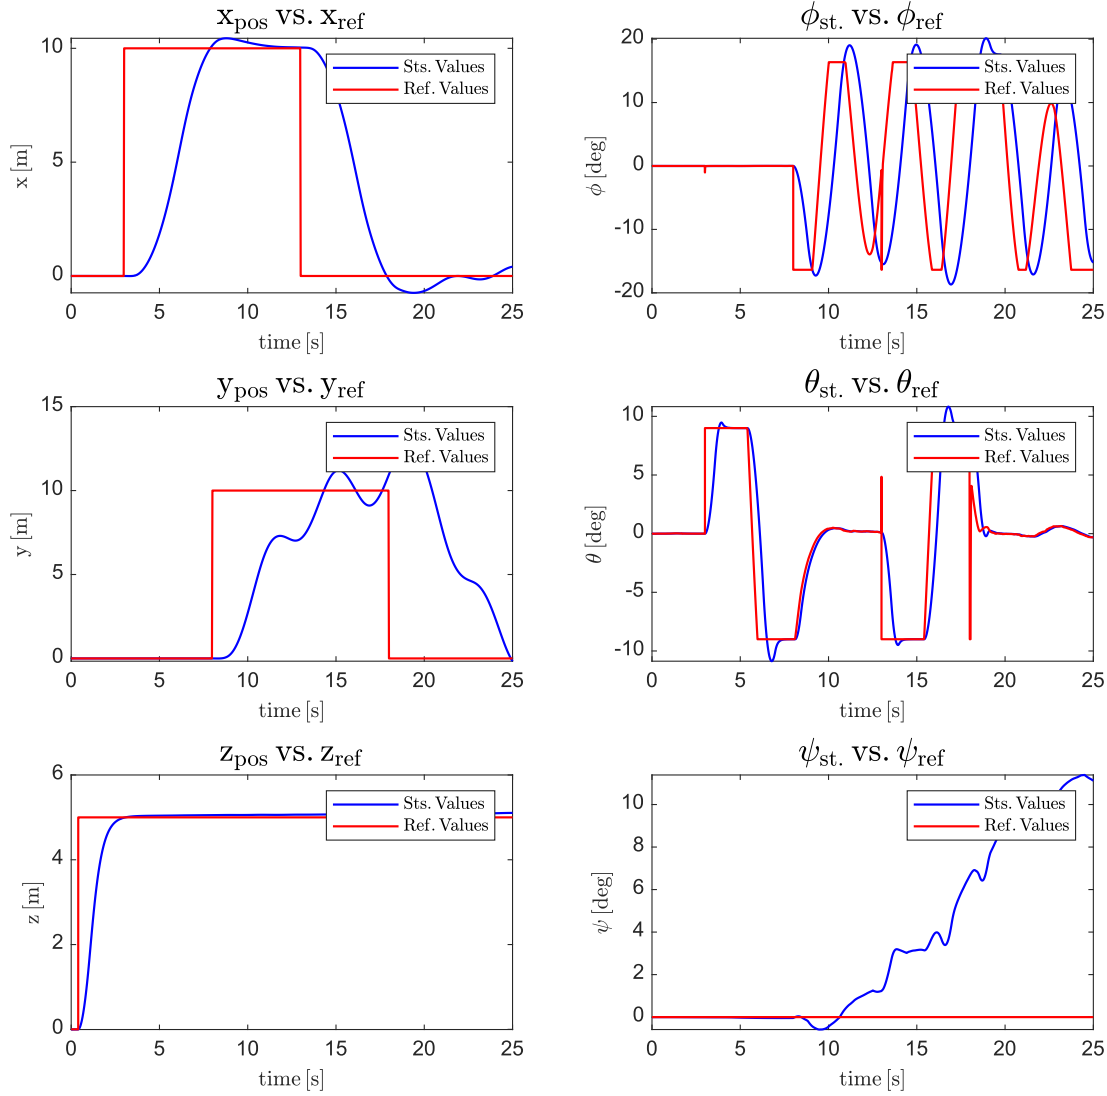 x_pos vs. x_ref
10
5
0
x [m]
Sts. Values
Ref. Values
0 5 10 15 20 25
time [s]
ϕ_st. vs. ϕ_ref
20
10
0
-10
-20
ϕ [deg]
Sts. Values
Ref. Values
0 5 10 15 20 25
time [s]
y_pos vs. y_ref
15
10
5
0
y [m]
Sts. Values
Ref. Values
0 5 10 15 20 25
time [s]
θ_st. vs. θ_ref
10
5
0
-5
-10
θ [deg]
Sts. Values
Ref. Values
0 5 10 15 20 25
time [s]
z_pos vs. z_ref
6
4
2
0
z [m]
Sts. Values
Ref. Values
0 5 10 15 20 25
time [s]
ψ_st. vs. ψ_ref
10
8
6
4
2
0
ψ [deg]
Sts. Values
Ref. Values
0 5 10 15 20 25
time [s]